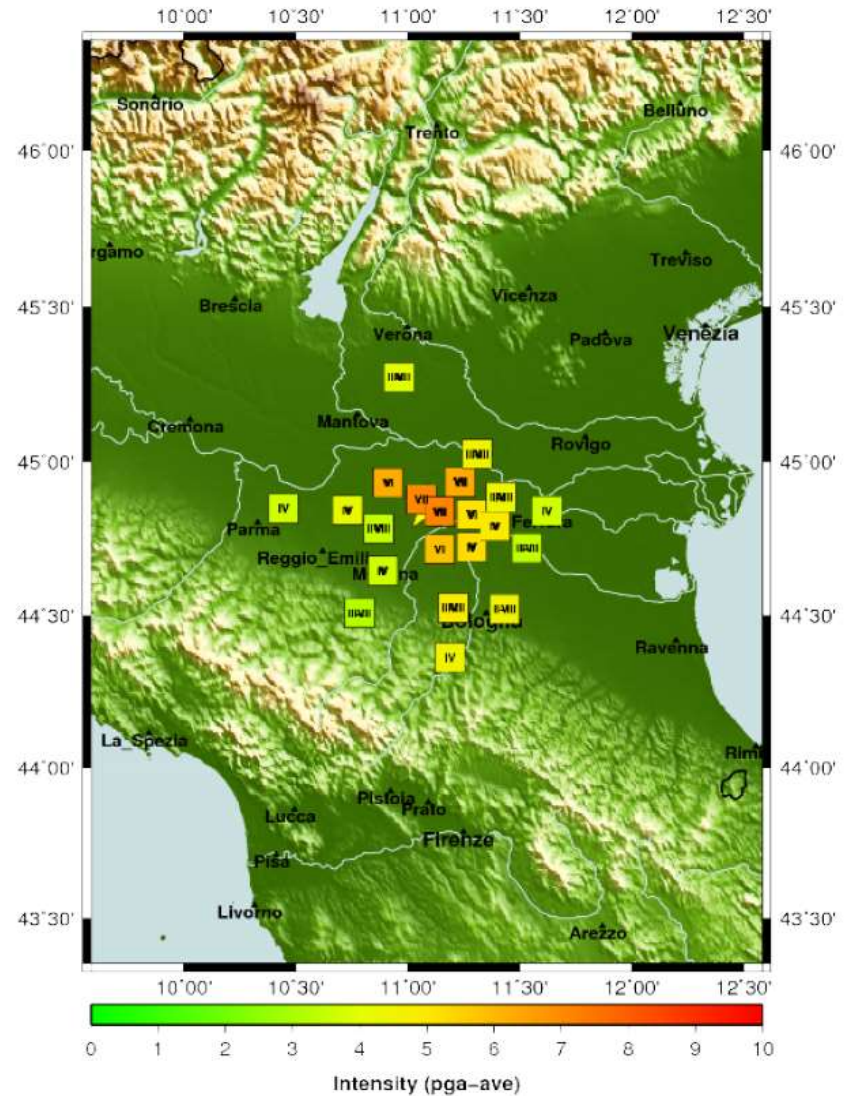 10°00' 10°30' 11°00' 11°30' 12°00' 12°30'
Sondrio
Belluno
Trento
46°00' 46°00'
rgamo
Treviso
Brescia
Vicenza
45°30' 45°30'
Verona
Padova
Venezia
Mantova
Cremona
Rovigo
45°00' 45°00'
VI
VII
IV
IV
IV
Parma
IV
Reggio_Emili
VI
IV
IV
44°30' 44°30'
Bologna
Ravenna
IV
La_Spezia
Rimi
44°00' 44°00'
Pistoia
Prato
Lucca
Firenze
Pisa
43°30' 43°30'
Livorno
Arezzo
10°00' 10°30' 11°00' 11°30' 12°00' 12°30'
0 1 2 3 4 5 6 7 8 9 10
Intensity (pga-ave)